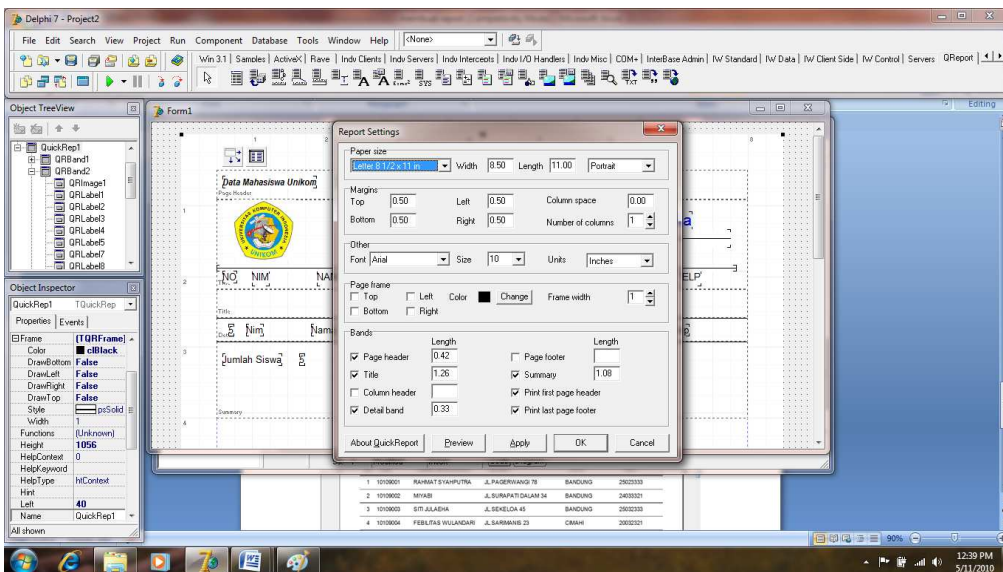 Delphi 7 - Project2
File Edit Search View Project Run Component Database Tools Window Help <None>
Win 3.1 Samples ActiveX Rave Indy Clients Indy Servers Indy Intercepts Indy I/O Handlers Indy Misc COM+ InterBase Admin IW Standard IW Data IW Client Side IW Control Servers QReport
Editing
Object TreeView
QuickRep1
QRBand1
QRBand2
QRImage1
QRLabel1
QRLabel2
QRLabel3
QRLabel4
QRLabel5
QRLabel7
QRLabel8
Object Inspector
QuickRep1 TQuickRep
Properties Events
Frame (TQRFrame)
Color clBlack
DrawBottom False
DrawLeft False
DrawRight False
DrawTop False
Style psSolid
Width 1
Functions (Unknown)
Height 1056
HelpContext 0
HelpKeyword
HelpType htContext
Hint
Left 40
Name QuickRep1
All shown
Form1
Data Mahasiswa Unikom
Page Header
UNIKOM
NO NIM
Title
Nim
Jumlah Siswa
Summary
Report Settings
Paper size
Letter 8 1/2 x 11 in Width 8.50 Length 11.00 Portrait
Margins
Top 0.50 Left 0.50 Column space 0.00
Bottom 0.50 Right 0.50 Number of columns 1
Other
Font Arial Size 10 Units Inches
Page frame
Top Left Color Change Frame width 1
Bottom Right
Bands
Length Length
Page header 0.42 Page footer
Title 1.26 Summary 1.08
Column header Print first page header
Detail band 0.33 Print last page footer
About QuickReport Preview Apply OK Cancel
1 10109001 RAHMAT SYAHPUTRA JL.PAGERWANGI 78 BANDUNG 25023333
2 10109002 MIYABI JL.SURAPATI DALAM 34 BANDUNG 24033321
3 10109003 SITI JULAEHA JL.SEKELOA 45 BANDUNG 25032333
4 10109004 FEBILITAS WULANDARI JL.SARIMANIS 23 CIMAHI 20032321
90%
12:39 PM
5/11/2010